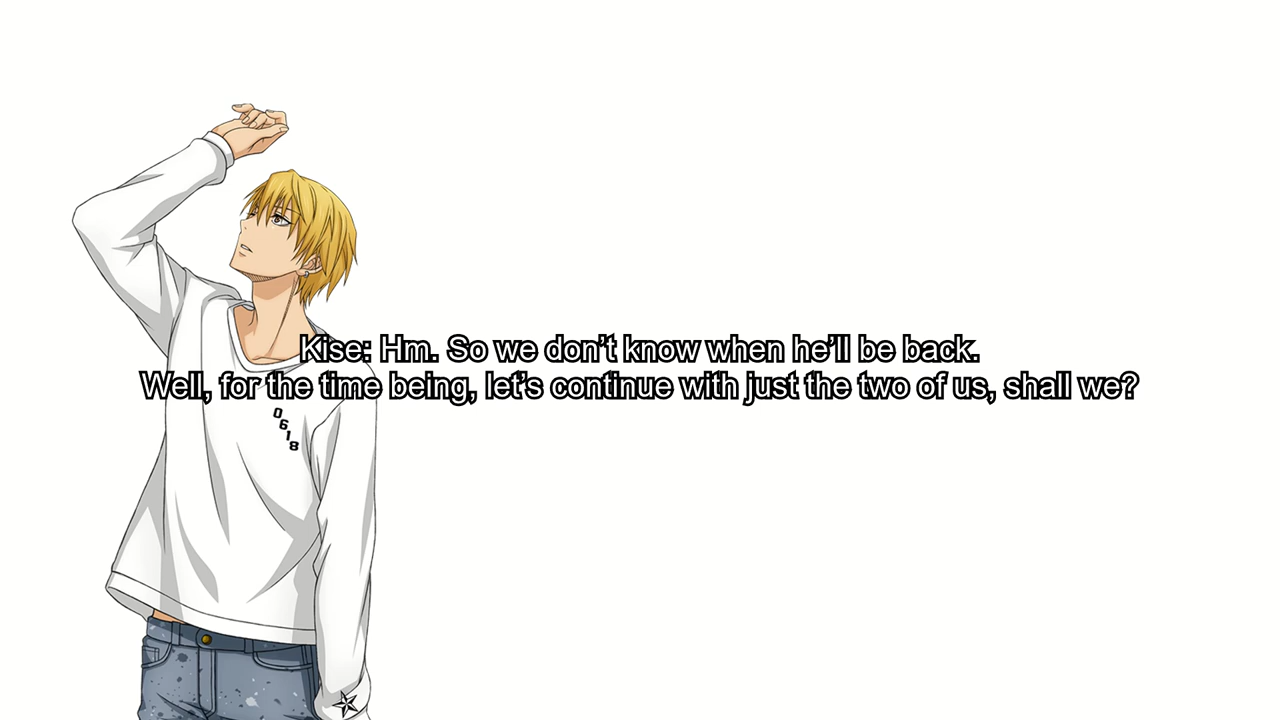 Kise: Hm. So we don't know when he'll be back.
Well, for the time being, let's continue with just the two of us, shall we?
0618